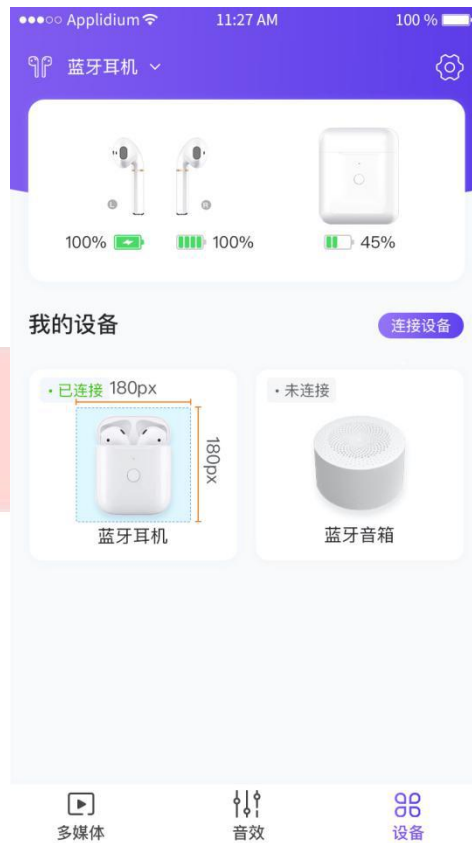 Applidium 11:27 AM 100 %
蓝牙耳机
L R
100% 100% 45%
我的设备 连接设备
已连接 180px 未连接
180px
蓝牙耳机 蓝牙音箱
多媒体 音效 设备